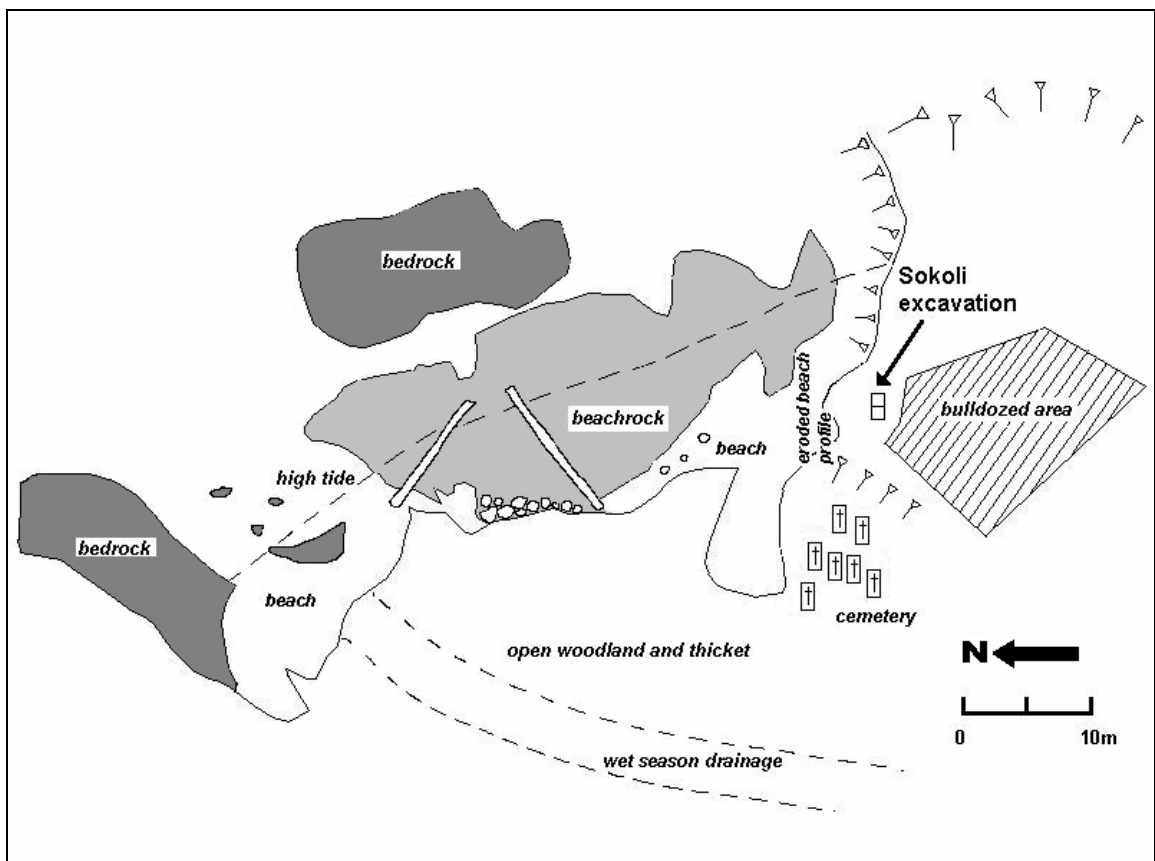 bedrock
Sokoli
excavation
beachrock
bulldozed area
beach
eroded beach
profile
high tide
bedrock
beach
cemetery
open woodland and thicket
N
wet season drainage
0
10m